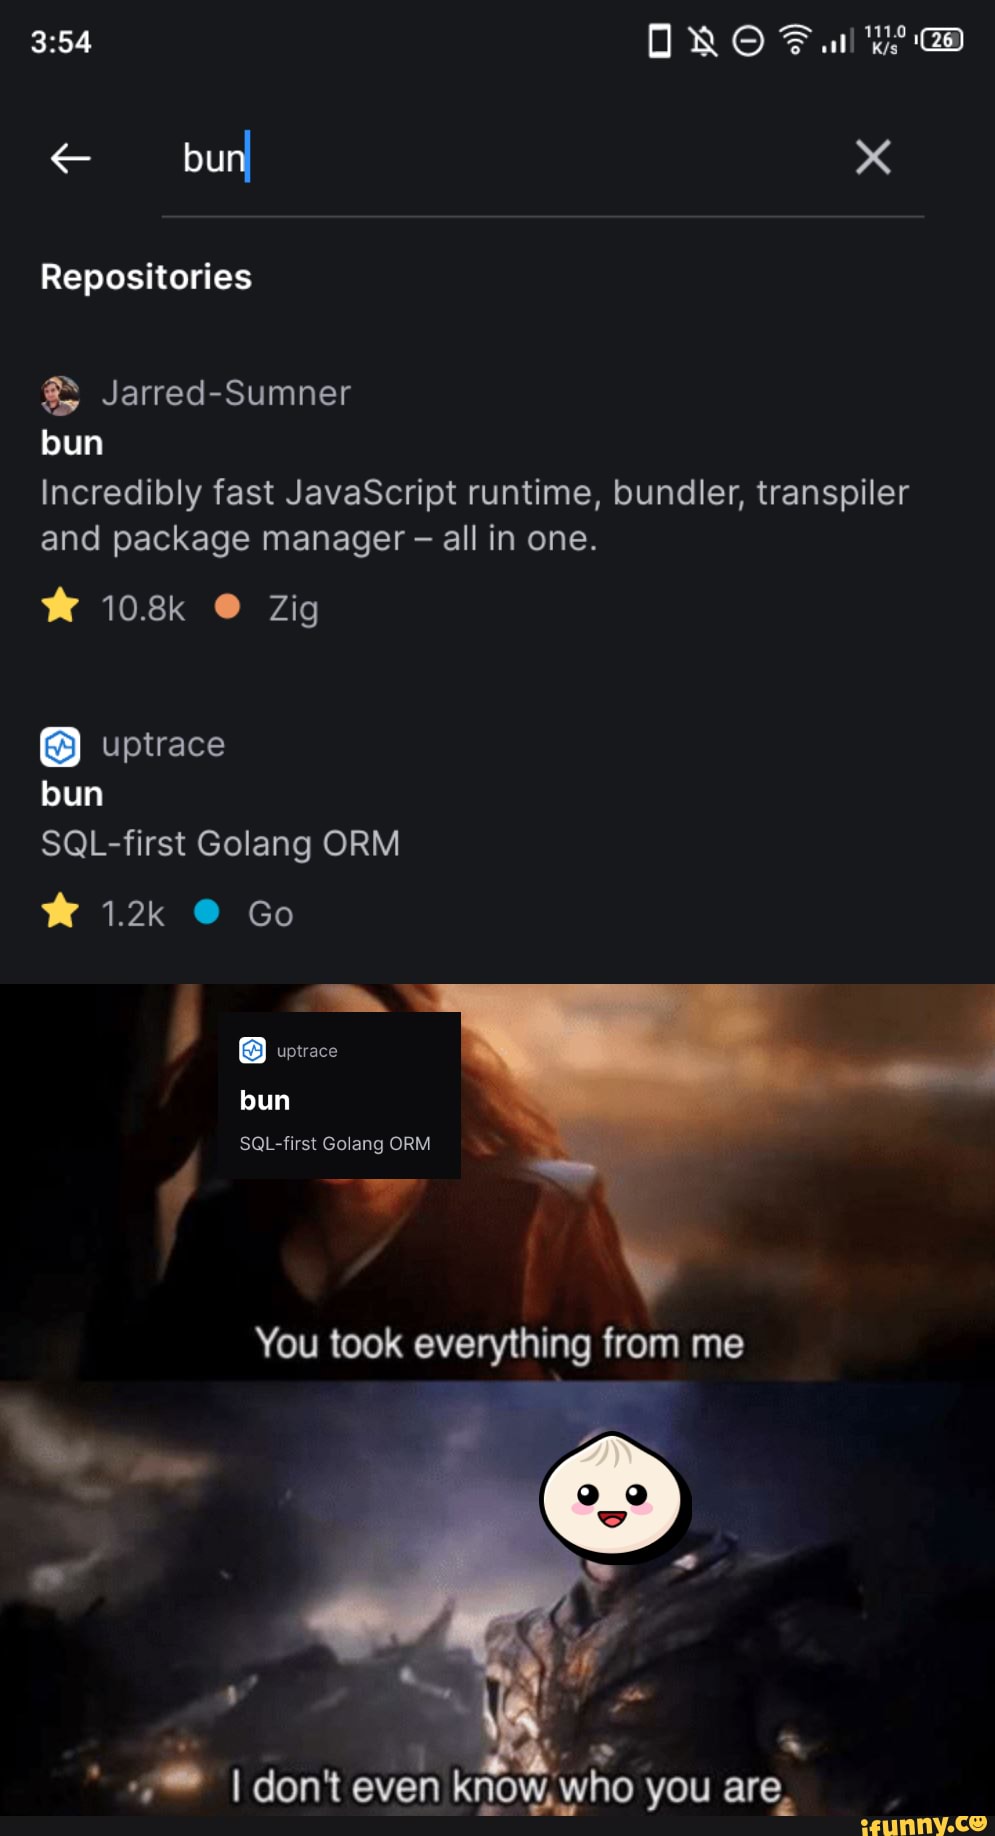 3:54
111.0
K/s
26
bun
Repositories
Jarred-Sumner
bun
Incredibly fast JavaScript runtime, bundler, transpiler
and package manager – all in one.
10.8k Zig
uptrace
bun
SQL-first Golang ORM
1.2k Go
uptrace
bun
SQL-first Golang ORM
You took everything from me
I don't even know who you are
ifunny.co